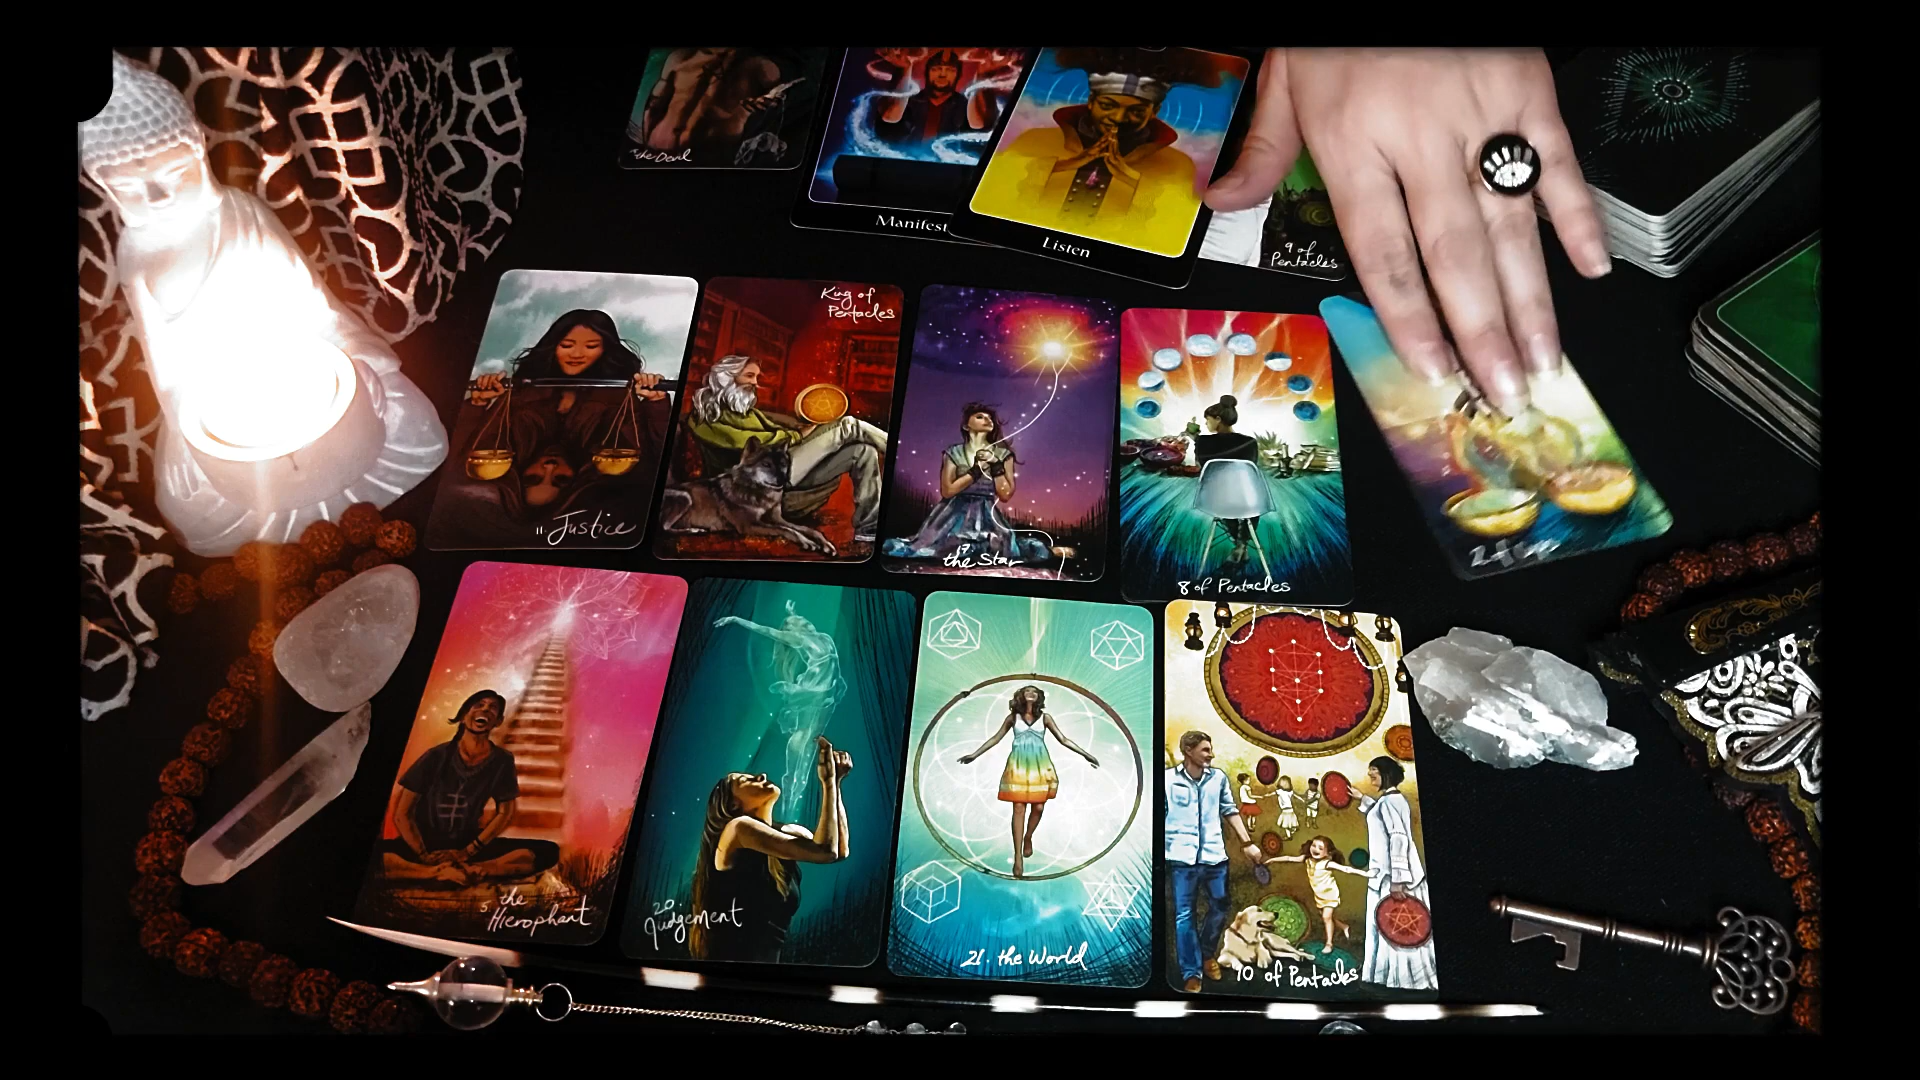 the Devil
Manifest
Listen
9 of
Pentacles
11. Justice
King of
Pentacles
17.
the Star
8 of Pentacles
5. the
Hierophant
20.
Judgement
21. the World
10 of Pentacles